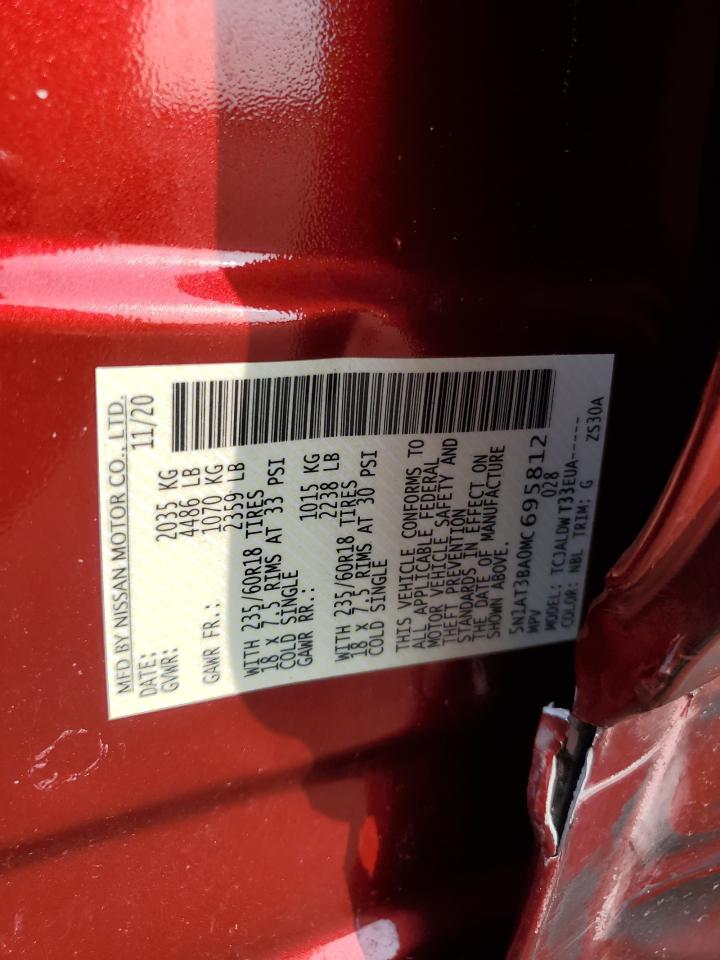 MFD BY NISSAN MOTOR CO., LTD.
DATE: 11/20
GVWR: 2035 KG
4486 LB
GAWR FR.: 1070 KG
2359 LB
WITH 235/60R18 TIRES
18 x 7.5 RIMS AT 33 PSI
COLD SINGLE
GAWR RR.: 1015 KG
2238 LB
WITH 235/60R18 TIRES
18 x 7.5 RIMS AT 30 PSI
COLD SINGLE
THIS VEHICLE CONFORMS TO
ALL APPLICABLE FEDERAL
MOTOR VEHICLE SAFETY AND
THEFT PREVENTION
STANDARDS IN EFFECT ON
THE DATE OF MANUFACTURE
SHOWN ABOVE.
5N1AT3BA0MC695812
MPV 028
MODEL: TCJALDWT33EUA-----
COLOR: NBL TRIM: G ZS30A